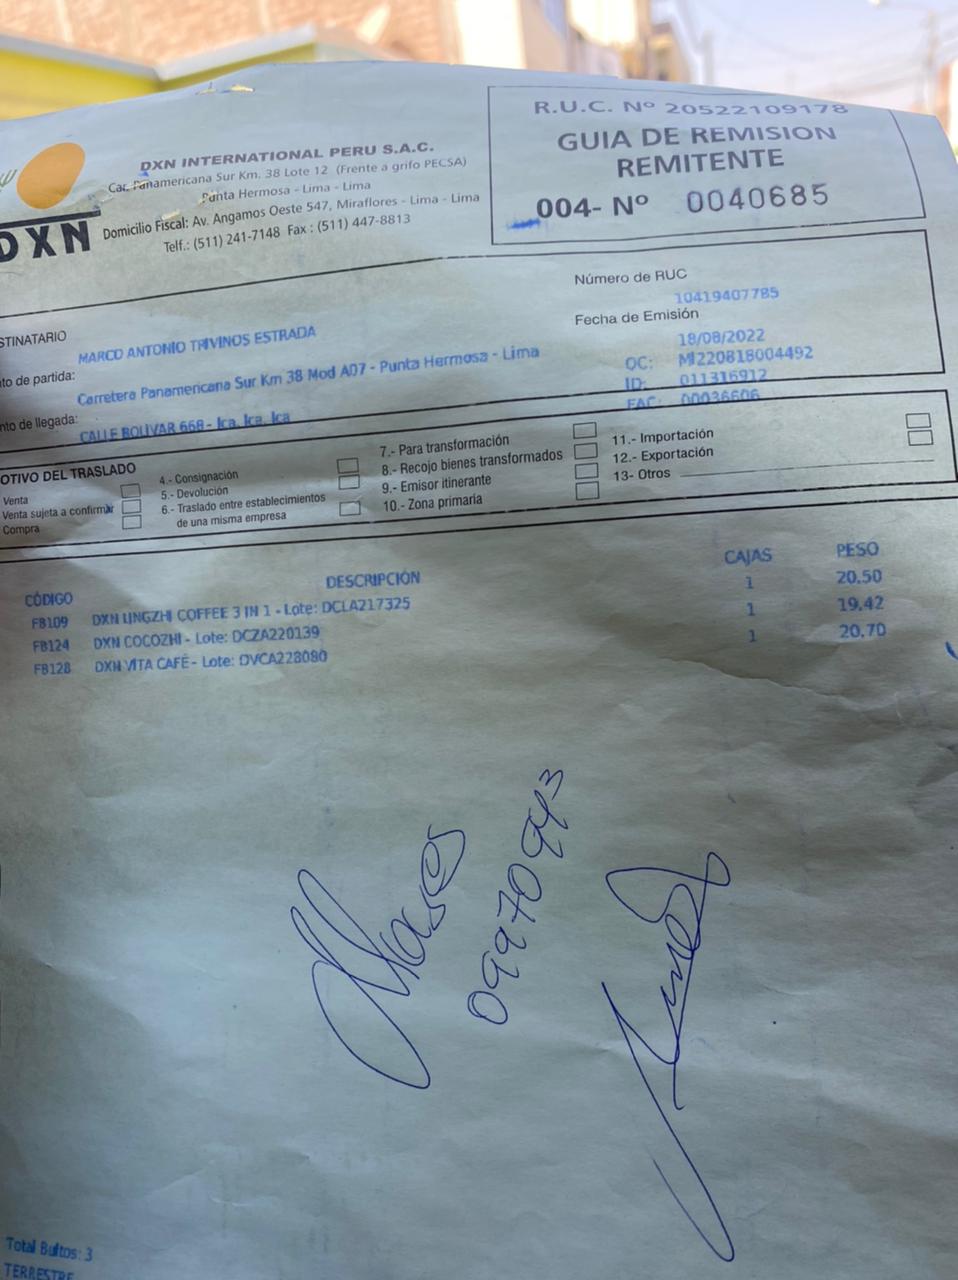 R.U.C. Nº 20522109178
GUIA DE REMISION
REMITENTE
004- Nº 0040685
DXN
DXN INTERNATIONAL PERU S.A.C.
Car. Panamericana Sur Km. 38 Lote 12 (Frente a grifo PECSA)
Punta Hermosa - Lima - Lima
Domicilio Fiscal: Av. Angamos Oeste 547, Miraflores - Lima - Lima
Telf.: (511) 241-7148 Fax : (511) 447-8813
STINATARIO
MARCO ANTONIO TRIVINOS ESTRADA
nto de partida:
Carretera Panamericana Sur Km 38 Mod A07 - Punta Hermosa - Lima
nto de llegada:
CALLE BOLIVAR 668 - Ica, Ica, Ica
Número de RUC
10419407785
Fecha de Emisión
18/08/2022
OC: MI220818004492
ID: 011316912
FAC: 00036606
OTIVO DEL TRASLADO
Venta
Venta sujeta a confirmar
Compra
4.- Consignación
5.- Devolución
6.- Traslado entre establecimientos
de una misma empresa
7.- Para transformación
8.- Recojo bienes transformados
9.- Emisor itinerante
10.- Zona primaria
11.- Importación
12.- Exportación
13- Otros
CÓDIGO DESCRIPCIÓN CAJAS PESO
FB109 DXN LINGZHI COFFEE 3 IN 1 - Lote: DCLA217325 1 20,50
FB124 DXN COCOZHI - Lote: DCZA220139 1 19,42
FB128 DXN VITA CAFÉ - Lote: DVCA228080 1 20,70
09970943
Total Bultos: 3
TERRESTRE